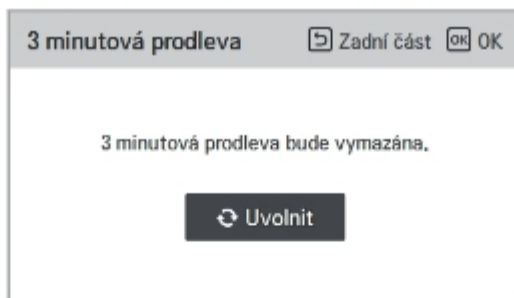 3 minutová prodleva Zadní část OK OK
3 minutová prodleva bude vymazána.
Uvolnit